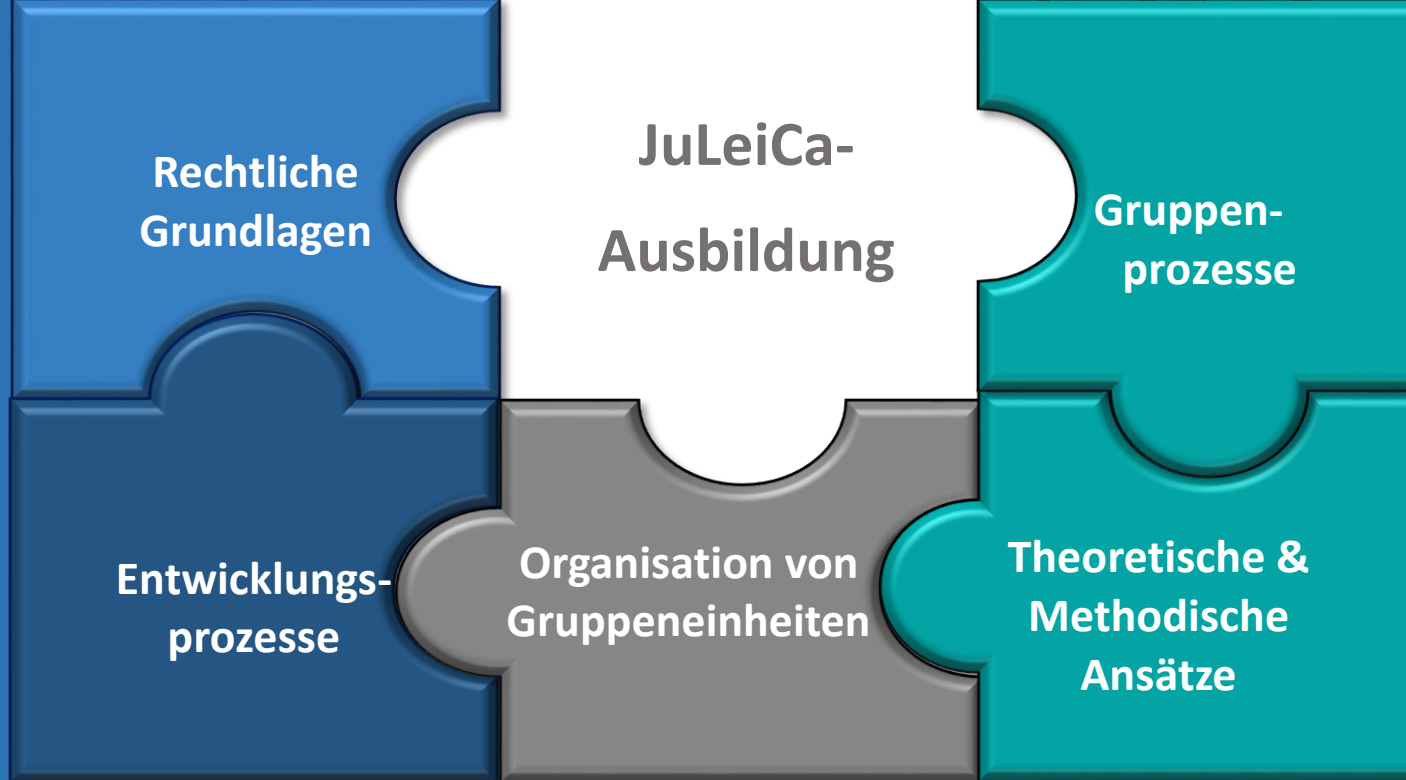 Rechtliche
Grundlagen
JuLeiCa-
Ausbildung
Gruppen-
prozesse
Entwicklungs-
prozesse
Organisation von
Gruppeneinheiten
Theoretische &
Methodische
Ansätze